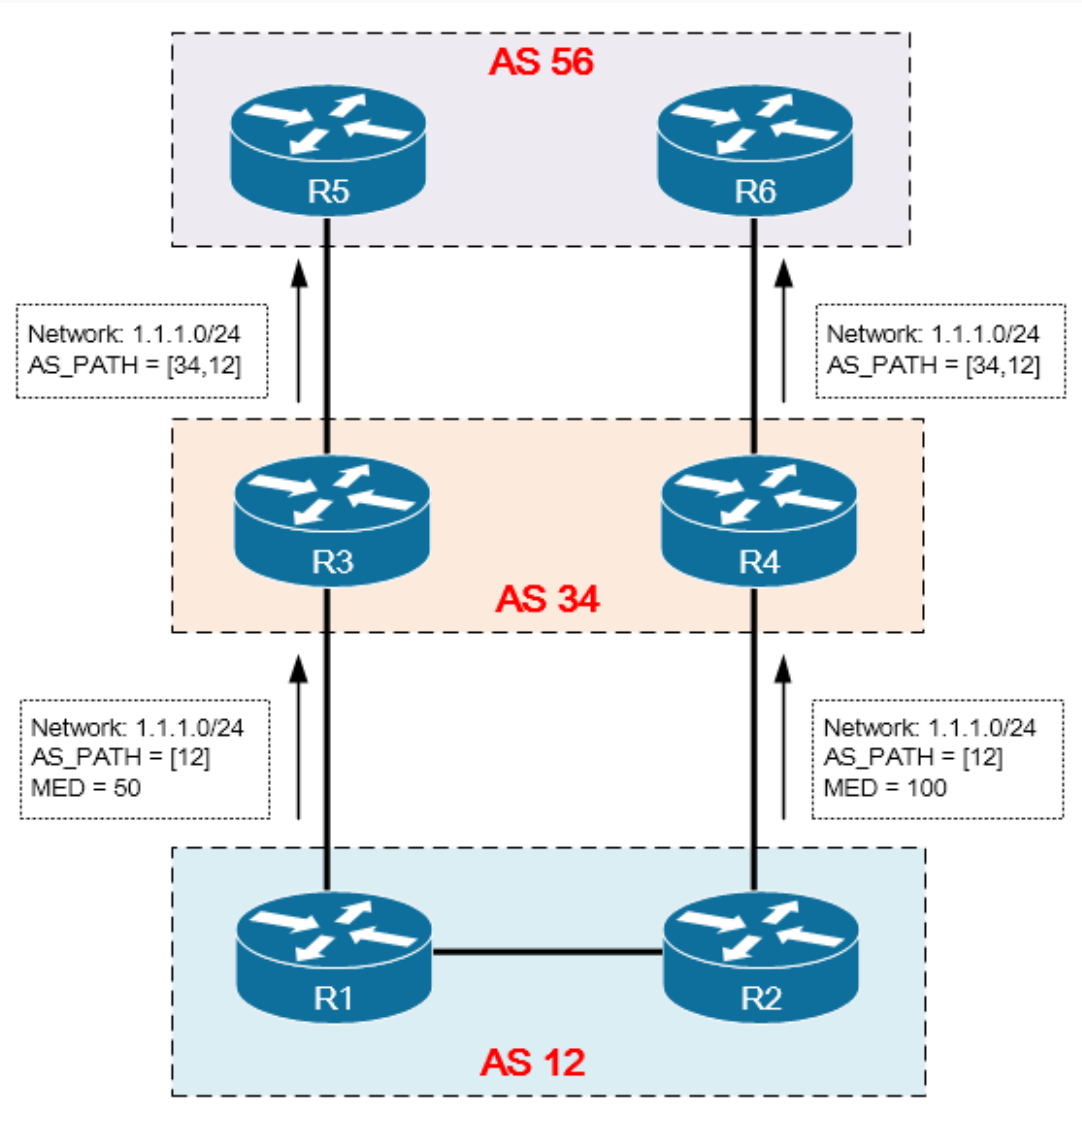 AS 56
R5
R6
Network: 1.1.1.0/24
AS_PATH = [34,12]
Network: 1.1.1.0/24
AS_PATH = [34,12]
R3
R4
AS 34
Network: 1.1.1.0/24
AS_PATH = [12]
MED = 50
Network: 1.1.1.0/24
AS_PATH = [12]
MED = 100
R1
R2
AS 12